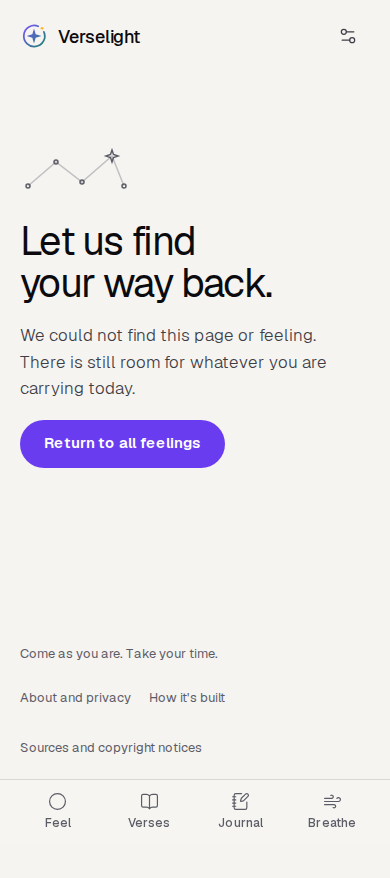 Verselight
Let us find
your way back.
We could not find this page or feeling.
There is still room for whatever you are
carrying today.
Return to all feelings
Come as you are. Take your time.
About and privacy How it's built
Sources and copyright notices
Feel Verses Journal Breathe